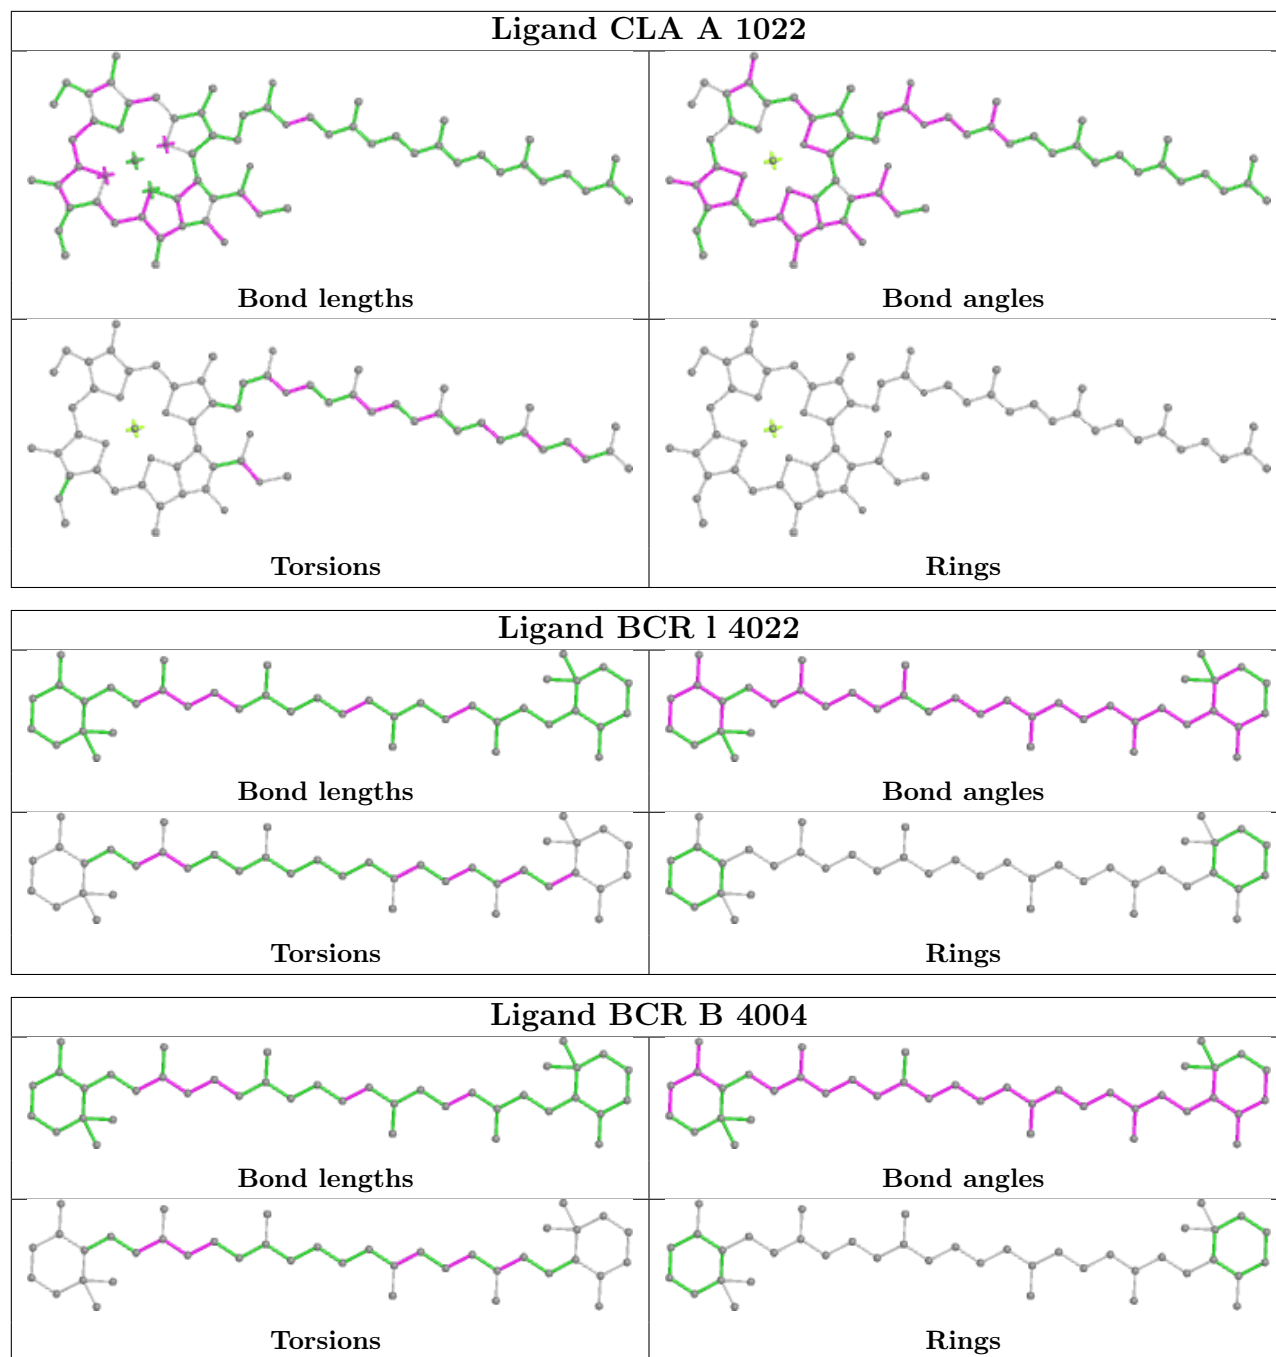 Ligand CLA A 1022
Bond lengths
Bond angles
Torsions
Rings
Ligand BCR l 4022
Bond lengths
Bond angles
Torsions
Rings
Ligand BCR B 4004
Bond lengths
Bond angles
Torsions
Rings